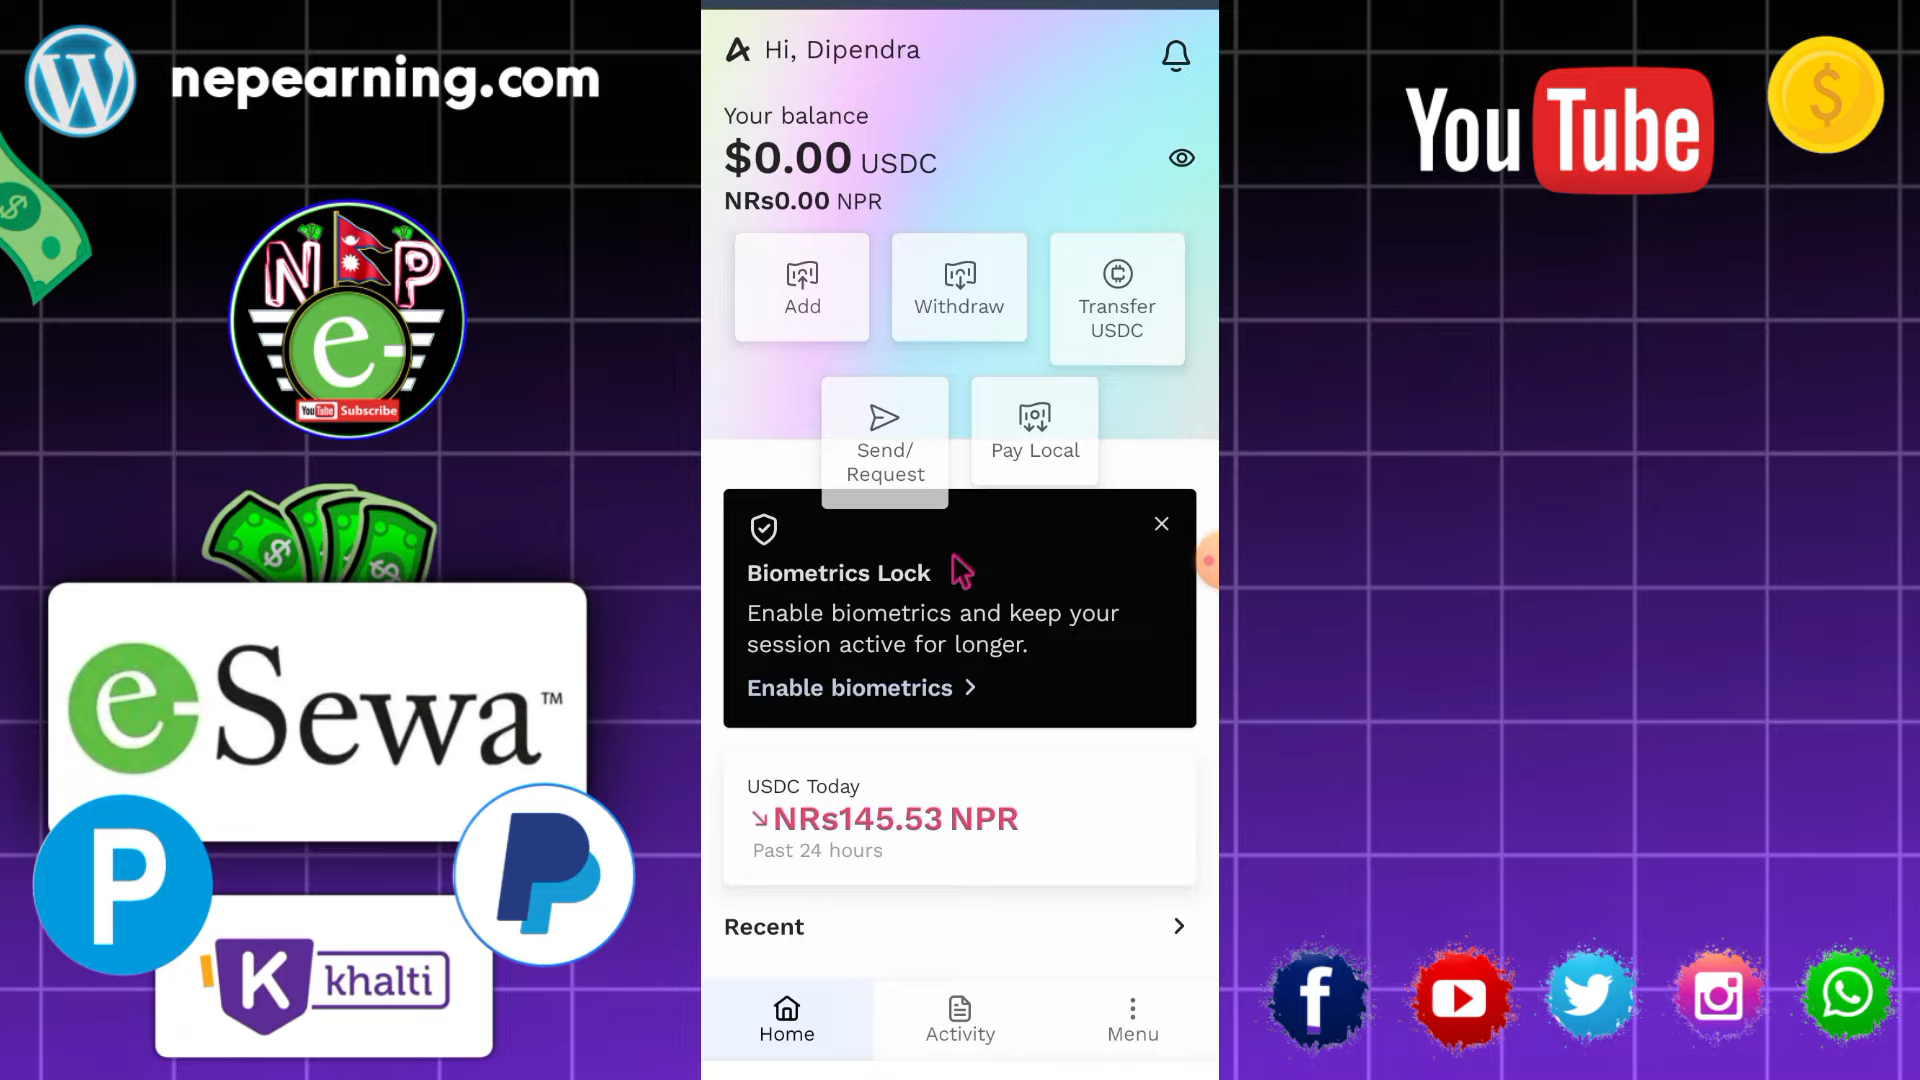 nepearning.com
NEP
e-
YouTube Subscribe
e-Sewa™
P
K khalti
Hi, Dipendra
Your balance
$0.00 USDC
NRs0.00 NPR
Add
Withdraw
Transfer
USDC
Send/
Request
Pay Local
Biometrics Lock
Enable biometrics and keep your
session active for longer.
Enable biometrics
USDC Today
NRs145.53 NPR
Past 24 hours
Recent
Home
Activity
Menu
YouTube